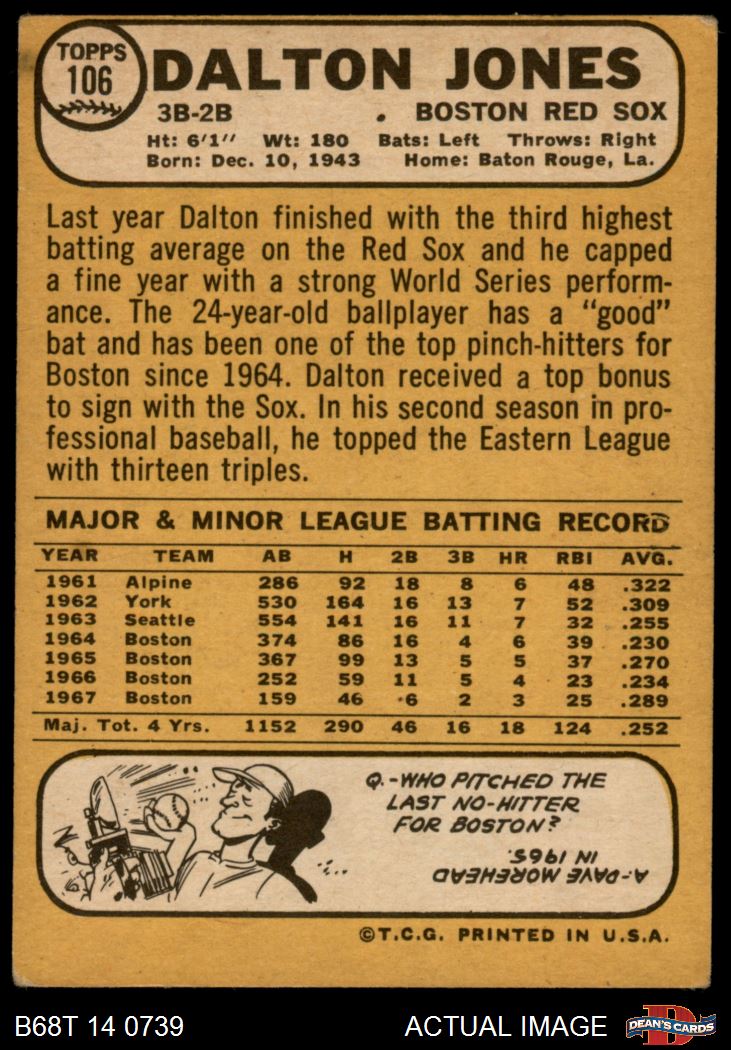 TOPPS
106
DALTON JONES
3B-2B BOSTON RED SOX
Ht: 6'1" Wt: 180 Bats: Left Throws: Right
Born: Dec. 10, 1943 Home: Baton Rouge, La.
Last year Dalton finished with the third highest
batting average on the Red Sox and he capped
a fine year with a strong World Series perform-
ance. The 24-year-old ballplayer has a "good"
bat and has been one of the top pinch-hitters for
Boston since 1964. Dalton received a top bonus
to sign with the Sox. In his second season in pro-
fessional baseball, he topped the Eastern League
with thirteen triples.
MAJOR & MINOR LEAGUE BATTING RECORD
YEAR TEAM AB H 2B 3B HR RBI AVG.
1961 Alpine 286 92 18 8 6 48 .322
1962 York 530 164 16 13 7 52 .309
1963 Seattle 554 141 16 11 7 32 .255
1964 Boston 374 86 16 4 6 39 .230
1965 Boston 367 99 13 5 5 37 .270
1966 Boston 252 59 11 5 4 23 .234
1967 Boston 159 46 6 2 3 25 .289
Maj. Tot. 4 Yrs. 1152 290 46 16 18 124 .252
Q.-WHO PITCHED THE
LAST NO-HITTER
FOR BOSTON?
A.-DAVE MOREHEAD
IN 1965.
©T.C.G. PRINTED IN U.S.A.
B68T 14 0739 ACTUAL IMAGE
D
DEAN'S CARDS